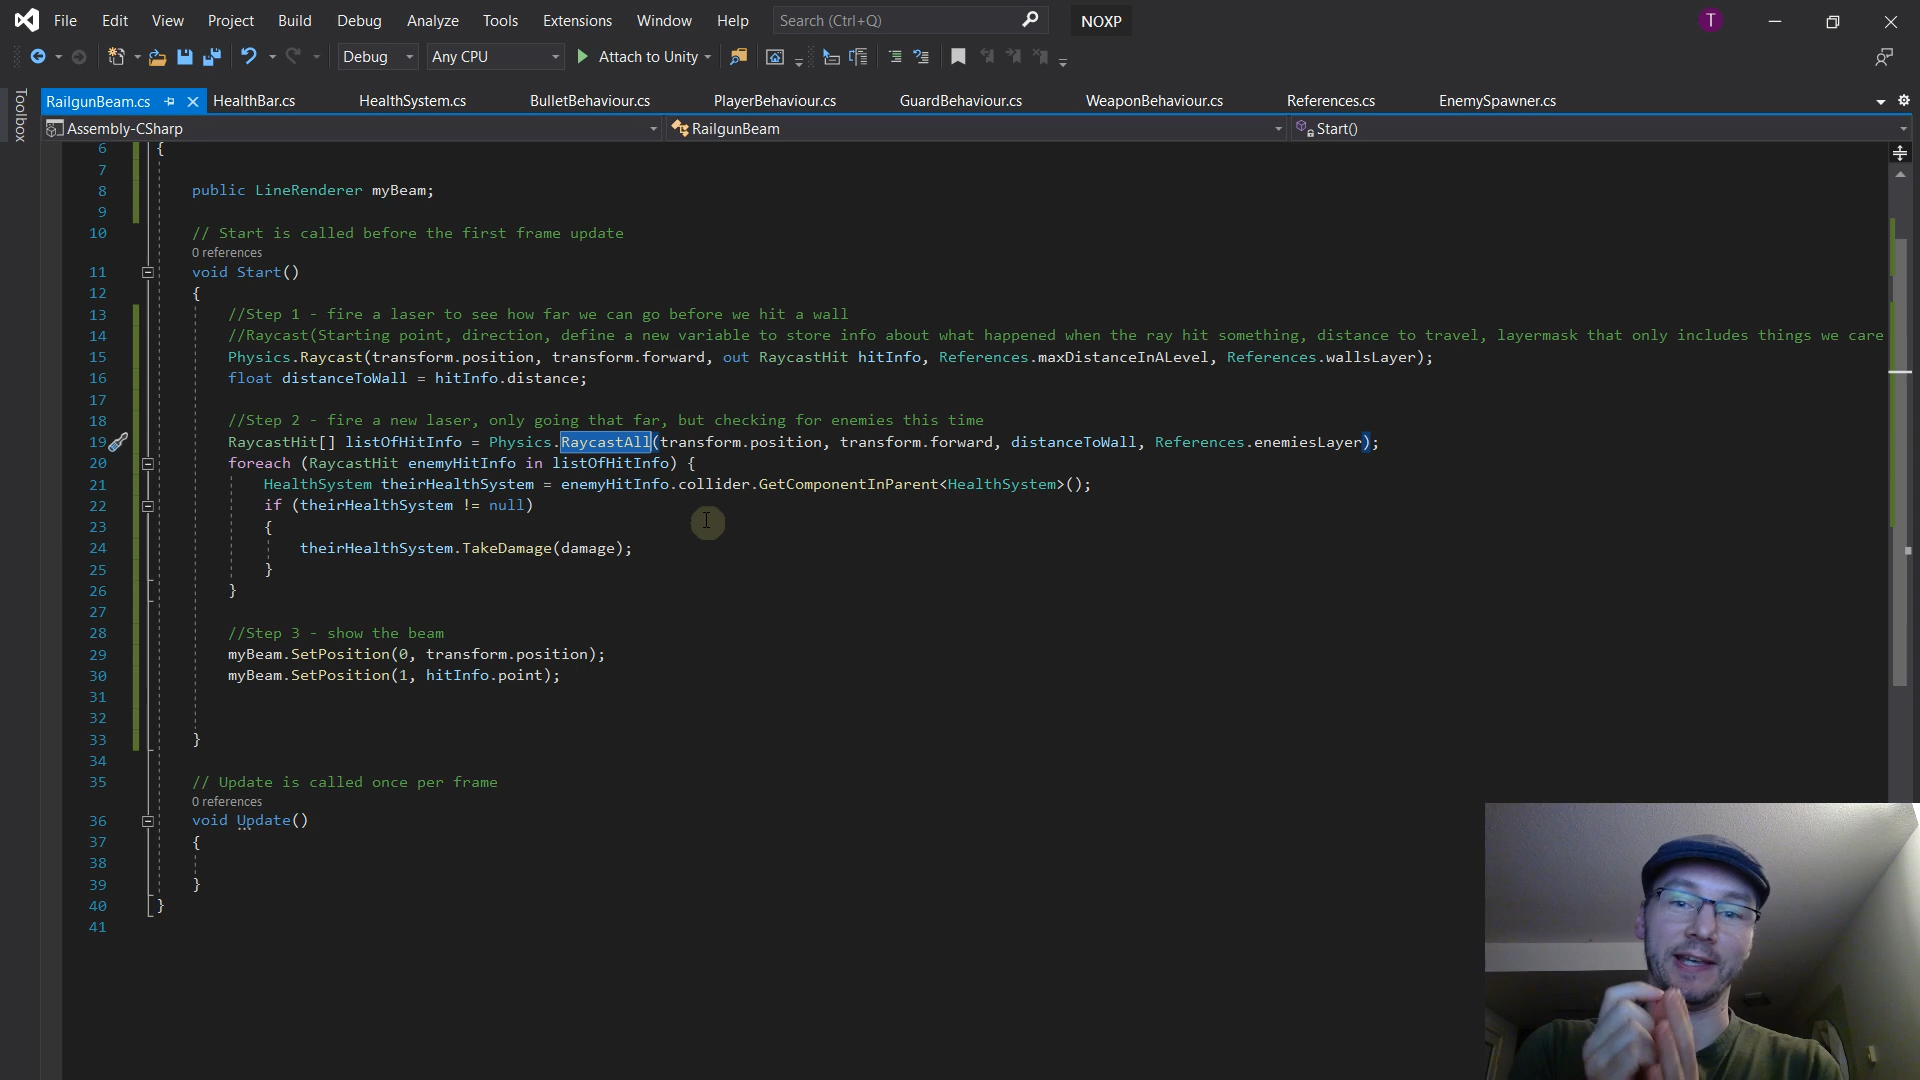 File Edit View Project Build Debug Analyze Tools Extensions Window Help Search (Ctrl+Q) NOXP T
Debug Any CPU Attach to Unity
Toolbox
RailgunBeam.cs HealthBar.cs HealthSystem.cs BulletBehaviour.cs PlayerBehaviour.cs GuardBehaviour.cs WeaponBehaviour.cs References.cs EnemySpawner.cs
Assembly-CSharp RailgunBeam Start()
6 {
7
8 public LineRenderer myBeam;
9
10 // Start is called before the first frame update
0 references
11 void Start()
12 {
13 //Step 1 - fire a laser to see how far we can go before we hit a wall
14 //Raycast(Starting point, direction, define a new variable to store info about what happened when the ray hit something, distance to travel, layermask that only includes things we care
15 Physics.Raycast(transform.position, transform.forward, out RaycastHit hitInfo, References.maxDistanceInALevel, References.wallsLayer);
16 float distanceToWall = hitInfo.distance;
17
18 //Step 2 - fire a new laser, only going that far, but checking for enemies this time
19 RaycastHit[] listOfHitInfo = Physics.RaycastAll(transform.position, transform.forward, distanceToWall, References.enemiesLayer);
20 foreach (RaycastHit enemyHitInfo in listOfHitInfo) {
21 HealthSystem theirHealthSystem = enemyHitInfo.collider.GetComponentInParent<HealthSystem>();
22 if (theirHealthSystem != null)
23 {
24 theirHealthSystem.TakeDamage(damage);
25 }
26 }
27
28 //Step 3 - show the beam
29 myBeam.SetPosition(0, transform.position);
30 myBeam.SetPosition(1, hitInfo.point);
31
32
33 }
34
35 // Update is called once per frame
0 references
36 void Update()
37 {
38
39 }
40 }
41